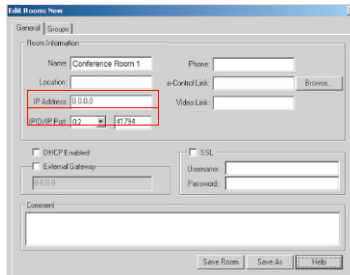 Edit Room: New
General Groups
Room Information
Name: Conference Room 1
Phone:
Location:
e-Control Link:
Browse...
IP Address: 0.0.0.0
Video Link:
IPID/IP Port: 02 41794
DHCP Enabled
SSL
External Gateway
Username:
0.0.0.0
Password:
Comment
Save Room Save As Help